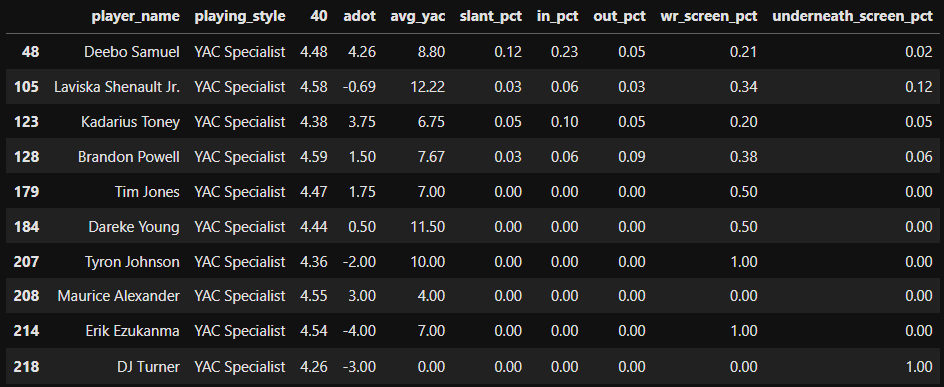 player_name playing_style 40 adot avg_yac slant_pct in_pct out_pct wr_screen_pct underneath_screen_pct
48 Deebo Samuel YAC Specialist 4.48 4.26 8.80 0.12 0.23 0.05 0.21 0.02
105 Laviska Shenault Jr. YAC Specialist 4.58 -0.69 12.22 0.03 0.06 0.03 0.34 0.12
123 Kadarius Toney YAC Specialist 4.38 3.75 6.75 0.05 0.10 0.05 0.20 0.05
128 Brandon Powell YAC Specialist 4.59 1.50 7.67 0.03 0.06 0.09 0.38 0.06
179 Tim Jones YAC Specialist 4.47 1.75 7.00 0.00 0.00 0.00 0.50 0.00
184 Dareke Young YAC Specialist 4.44 0.50 11.50 0.00 0.00 0.00 0.50 0.00
207 Tyron Johnson YAC Specialist 4.36 -2.00 10.00 0.00 0.00 0.00 1.00 0.00
208 Maurice Alexander YAC Specialist 4.55 3.00 4.00 0.00 0.00 0.00 0.00 0.00
214 Erik Ezukanma YAC Specialist 4.54 -4.00 7.00 0.00 0.00 0.00 1.00 0.00
218 DJ Turner YAC Specialist 4.26 -3.00 0.00 0.00 0.00 0.00 0.00 1.00